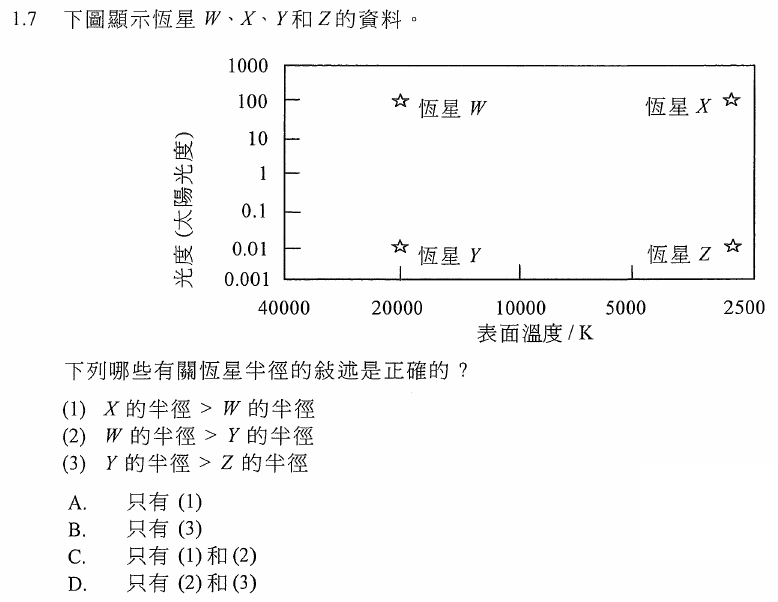 1.7 下圖顯示恆星 W、X、Y和Z的資料。
1000
100
10
1
0.1
0.01
0.001
光度 (太陽光度)
恆星 W
恆星 X
恆星 Y
恆星 Z
40000 20000 10000 5000 2500
表面溫度 / K
下列哪些有關恆星半徑的敍述是正確的？
(1) X 的半徑 > W 的半徑
(2) W 的半徑 > Y 的半徑
(3) Y 的半徑 > Z 的半徑
A. 只有 (1)
B. 只有 (3)
C. 只有 (1) 和 (2)
D. 只有 (2) 和 (3)